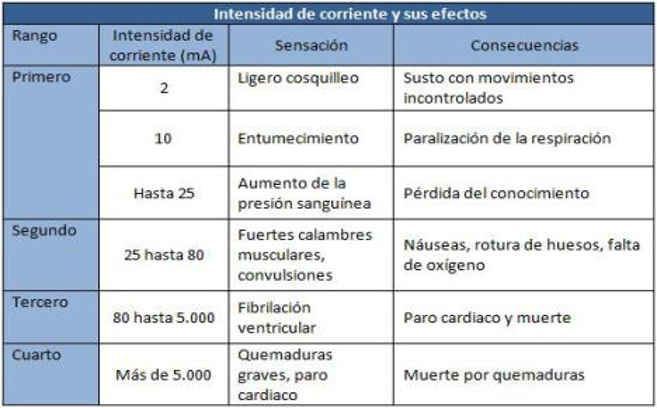 Intensidad de corriente y sus efectos
Rango
Intensidad de
corriente (mA)
Sensación
Consecuencias
Primero
2
Ligero cosquilleo
Susto con movimientos
incontrolados
10
Entumecimiento
Paralización de la respiración
Hasta 25
Aumento de la
presión sanguínea
Pérdida del conocimiento
Segundo
25 hasta 80
Fuertes calambres
musculares,
convulsiones
Náuseas, rotura de huesos, falta
de oxígeno
Tercero
80 hasta 5.000
Fibrilación
ventricular
Paro cardiaco y muerte
Cuarto
Más de 5.000
Quemaduras
graves, paro
cardiaco
Muerte por quemaduras